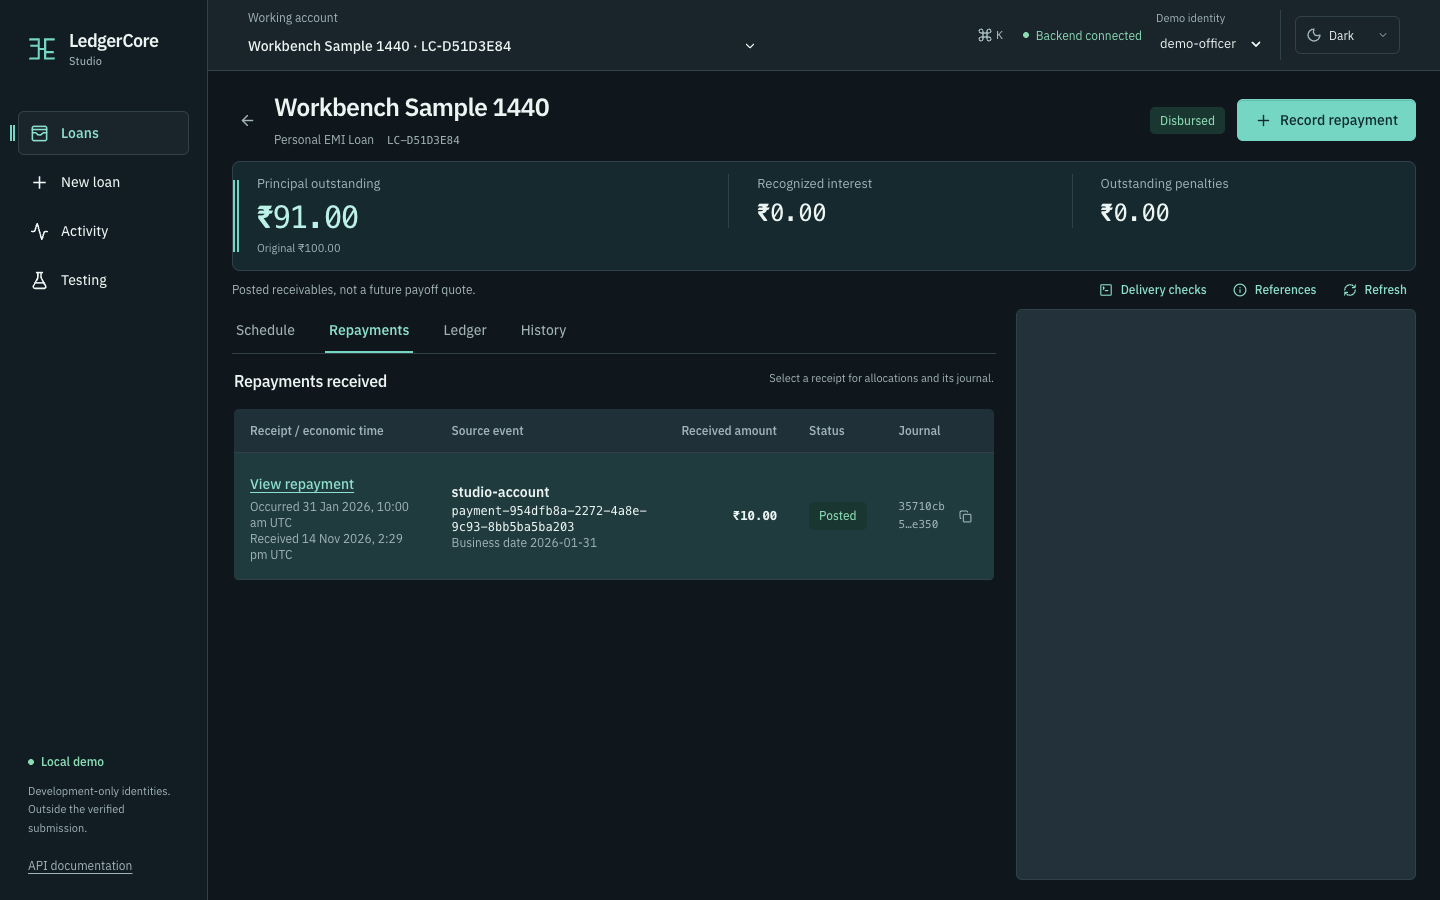 LedgerCore
Studio
Loans
New loan
Activity
Testing
Local demo
Development-only identities.
Outside the verified
submission.
API documentation
Working account
Workbench Sample 1440 · LC-D51D3E84
⌘ K
Backend connected
Demo identity
demo-officer
Dark
Workbench Sample 1440
Personal EMI Loan LC-D51D3E84
Disbursed
Record repayment
Principal outstanding
₹91.00
Original ₹100.00
Recognized interest
₹0.00
Outstanding penalties
₹0.00
Posted receivables, not a future payoff quote.
Delivery checks
References
Refresh
Schedule
Repayments
Ledger
History
Repayments received
Select a receipt for allocations and its journal.
Receipt / economic time
Source event
Received amount
Status
Journal
View repayment
Occurred 31 Jan 2026, 10:00
am UTC
Received 14 Nov 2026, 2:29
pm UTC
studio-account
payment-954dfb8a-2272-4a8e-
9c93-8bb5ba5ba203
Business date 2026-01-31
₹10.00
Posted
35710cb
5…e350